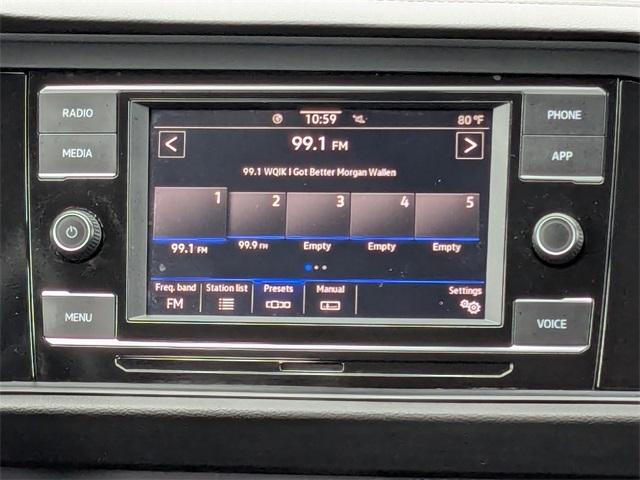 RADIO
MEDIA
MENU
PHONE
APP
VOICE
10:59
80°F
<
99.1 FM
>
99.1 WQIK I Got Better Morgan Wallen
1 2 3 4 5
99.1 FM 99.9 FM Empty Empty Empty
Freq. band Station list Presets Manual Settings
FM